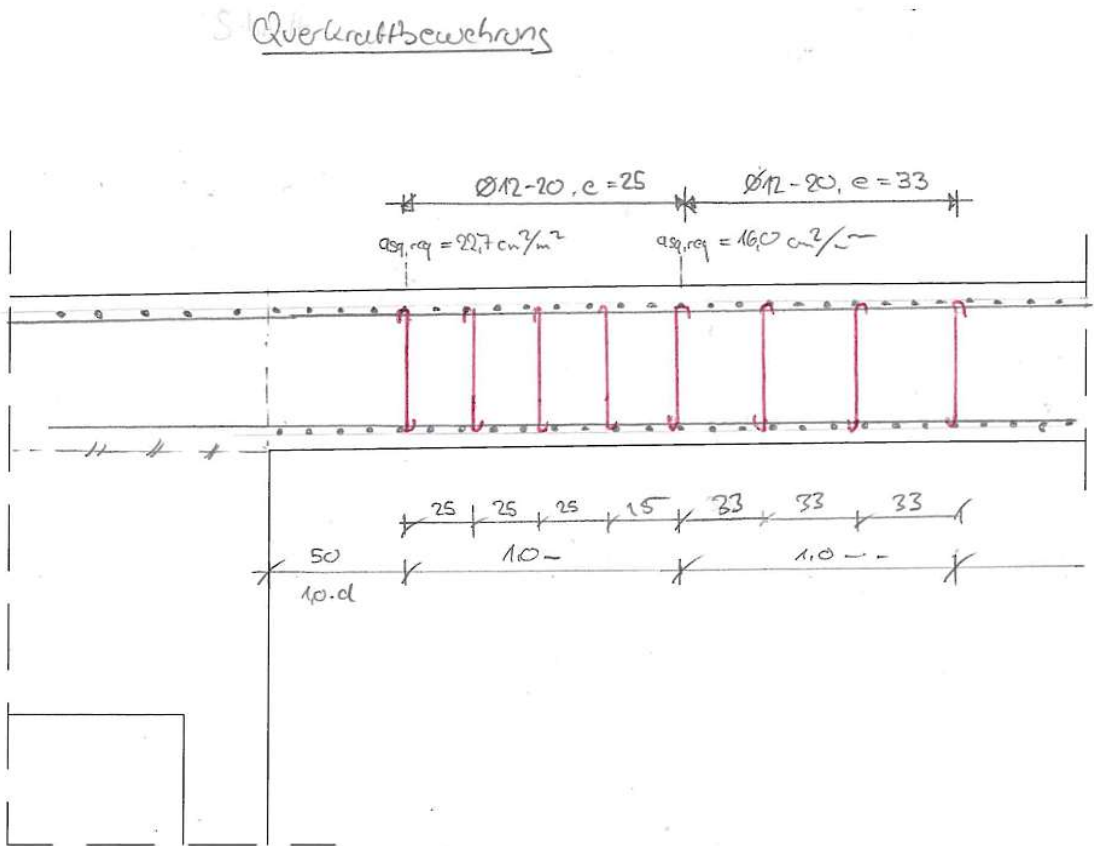 Querkraftbewehrung
Ø12-20, e=25
Ø12-20, e=33
asq,req = 22,7 cm²/m²
asq,req = 16,0 cm²/
25 25 25 25 33 33 33
50 1,0 1,0
1,0·d